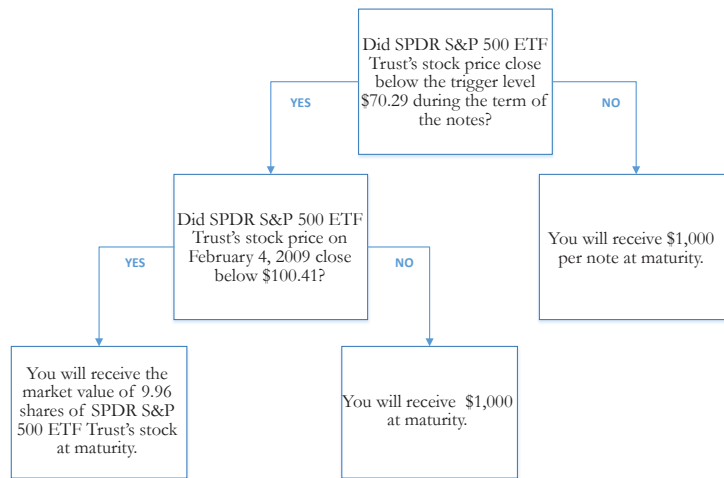 Did SPDR S&P 500 ETF
Trust's stock price close
below the trigger level
$70.29 during the term of
the notes?
YES
NO
Did SPDR S&P 500 ETF
Trust's stock price on
February 4, 2009 close
below $100.41?
You will receive $1,000
per note at maturity.
YES
NO
You will receive the
market value of 9.96
shares of SPDR S&P
500 ETF Trust's stock
at maturity.
You will receive $1,000
at maturity.